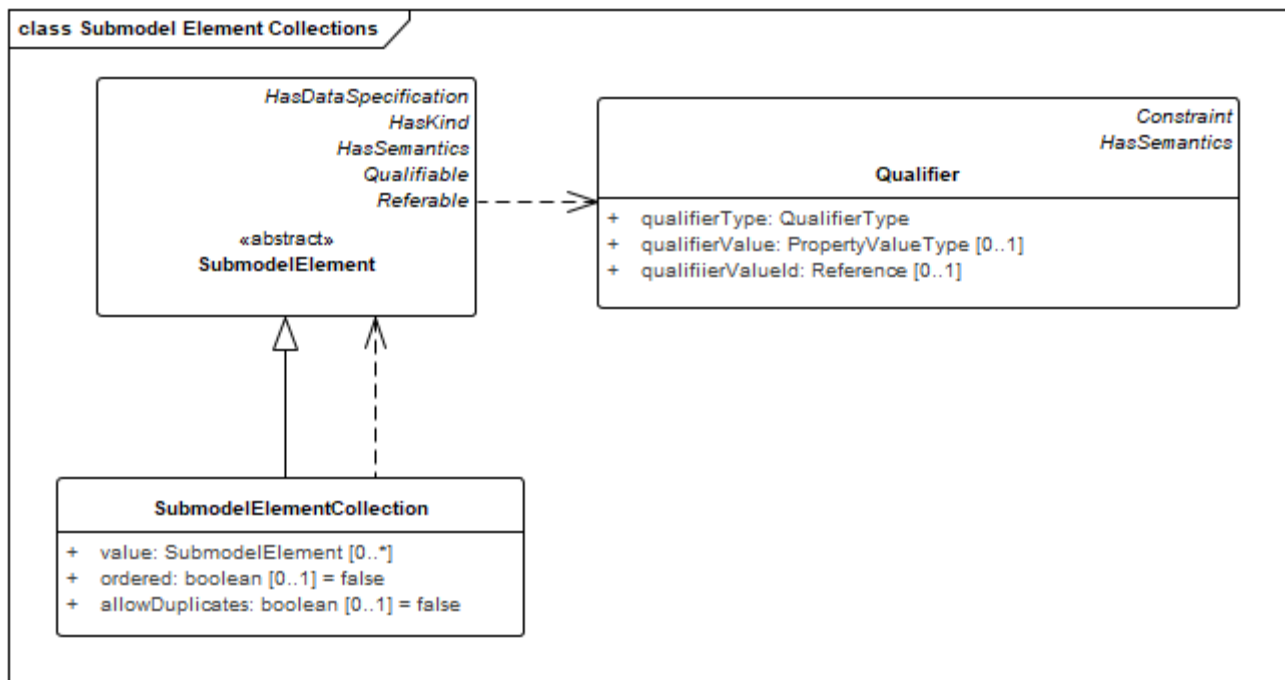 class Submodel Element Collections
HasDataSpecification
HasKind
HasSemantics
Qualifiable
Referable
«abstract»
SubmodelElement
Constraint
HasSemantics
Qualifier
+ qualifierType: QualifierType
+ qualifierValue: PropertyValueType [0..1]
+ qualifiierValueId: Reference [0..1]
SubmodelElementCollection
+ value: SubmodelElement [0..*]
+ ordered: boolean [0..1] = false
+ allowDuplicates: boolean [0..1] = false